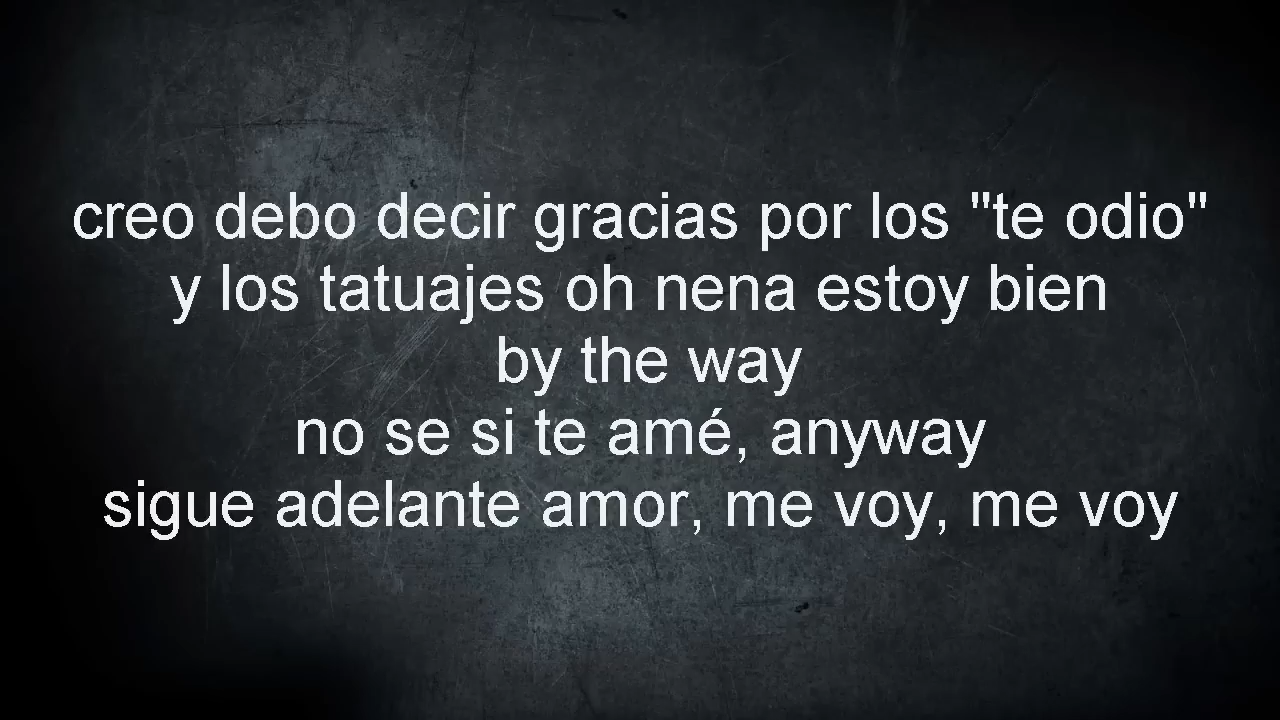 creo debo decir gracias por los "te odio"
y los tatuajes oh nena estoy bien
by the way
no se si te amé, anyway
sigue adelante amor, me voy, me voy